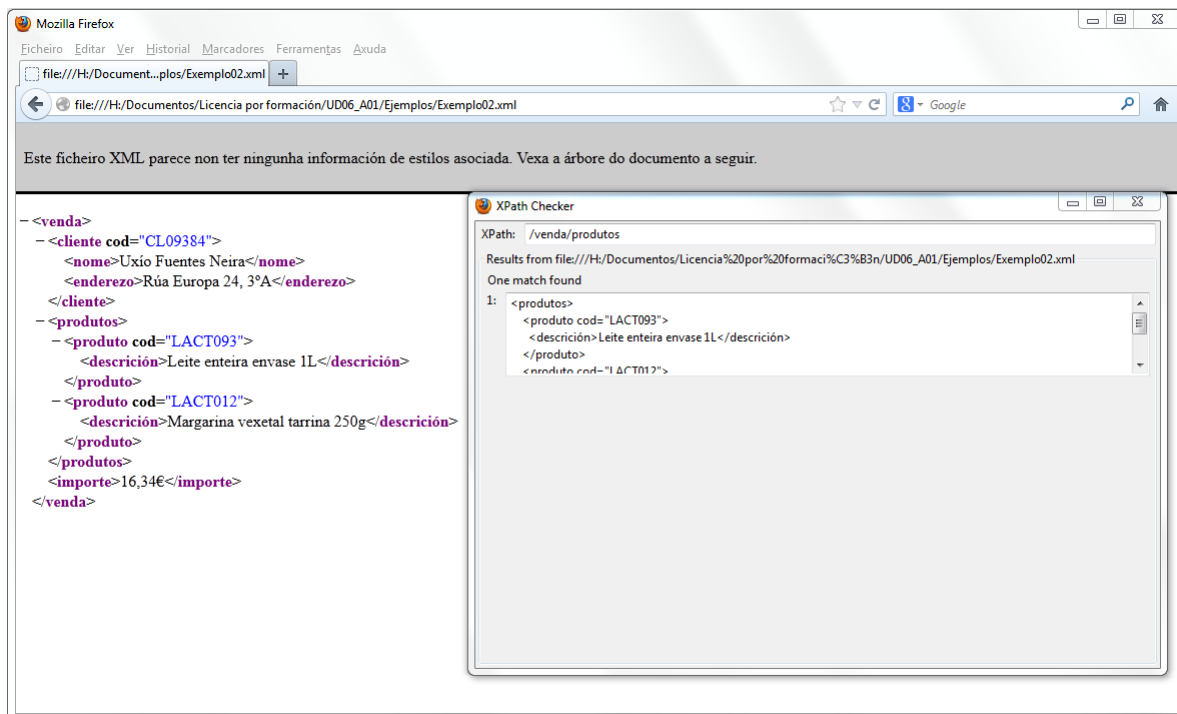 Mozilla Firefox
Ficheiro Editar Ver Historial Marcadores Ferramentas Axuda
file:///H:/Document...plos/Exemplo02.xml +
file:///H:/Documentos/Licencia por formación/UD06_A01/Ejemplos/Exemplo02.xml 8 Google
Este ficheiro XML parece non ter ningunha información de estilos asociada. Vexa a árbore do documento a seguir.
− <venda>
− <cliente cod="CL09384">
<nome>Uxío Fuentes Neira</nome>
<enderezo>Rúa Europa 24, 3ºA</enderezo>
</cliente>
− <produtos>
− <produto cod="LACT093">
<descrición>Leite enteira envase 1L</descrición>
</produto>
− <produto cod="LACT012">
<descrición>Margarina vexetal tarrina 250g</descrición>
</produto>
</produtos>
<importe>16,34€</importe>
</venda>
XPath Checker
XPath: /venda/produtos
Results from file:///H:/Documentos/Licencia%20por%20formaci%C3%B3n/UD06_A01/Ejemplos/Exemplo02.xml
One match found
1: <produtos>
<produto cod="LACT093">
<descrición>Leite enteira envase 1L</descrición>
</produto>
<produto cod="LACT012">